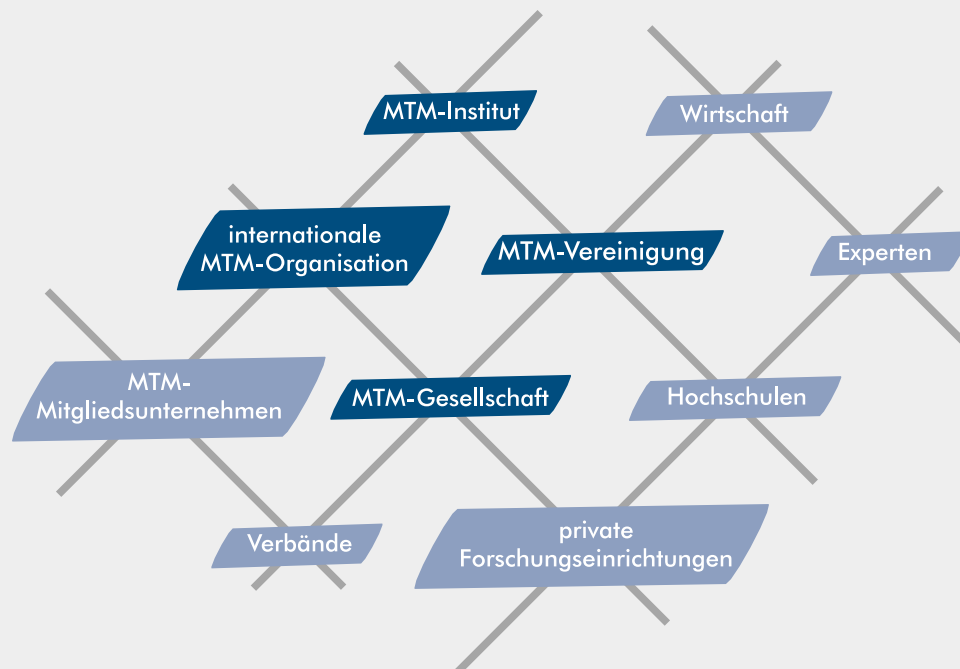 MTM-Institut
Wirtschaft
internationale
MTM-Organisation
MTM-Vereinigung
Experten
MTM-
Mitgliedsunternehmen
MTM-Gesellschaft
Hochschulen
Verbände
private
Forschungseinrichtungen